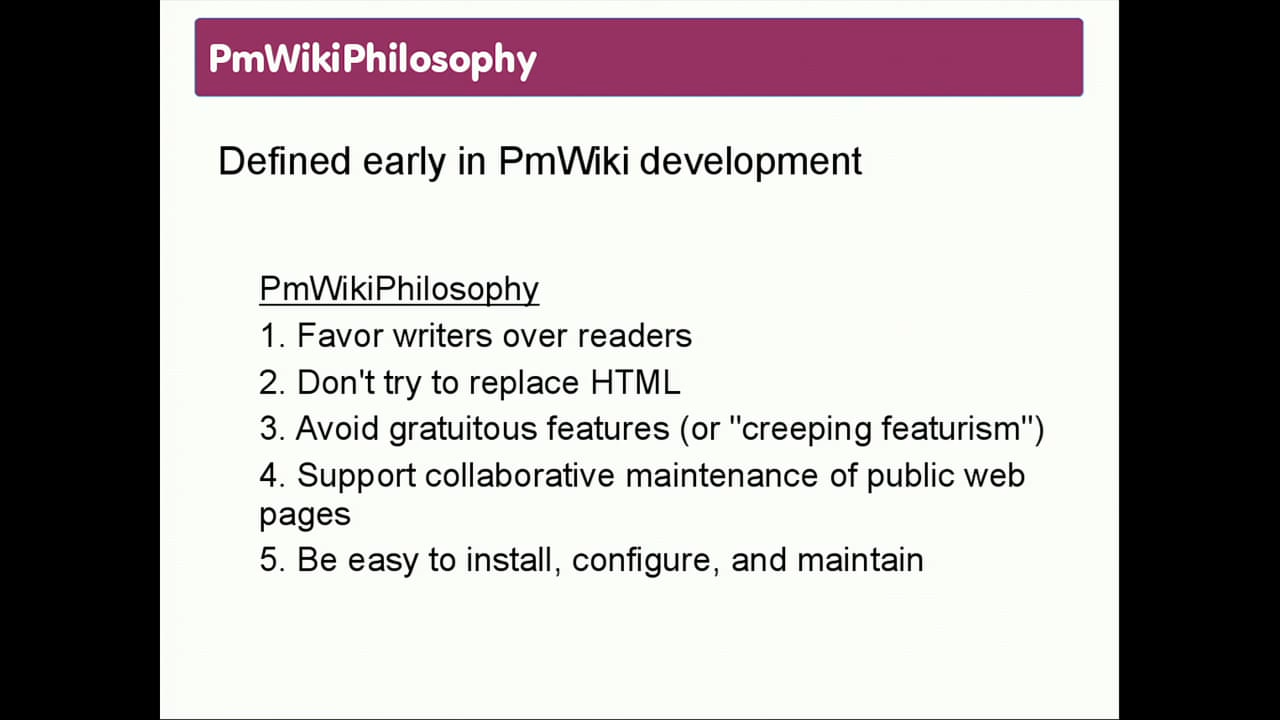 PmWikiPhilosophy
Defined early in PmWiki development
PmWikiPhilosophy
1. Favor writers over readers
2. Don't try to replace HTML
3. Avoid gratuitous features (or "creeping featurism")
4. Support collaborative maintenance of public web
pages
5. Be easy to install, configure, and maintain